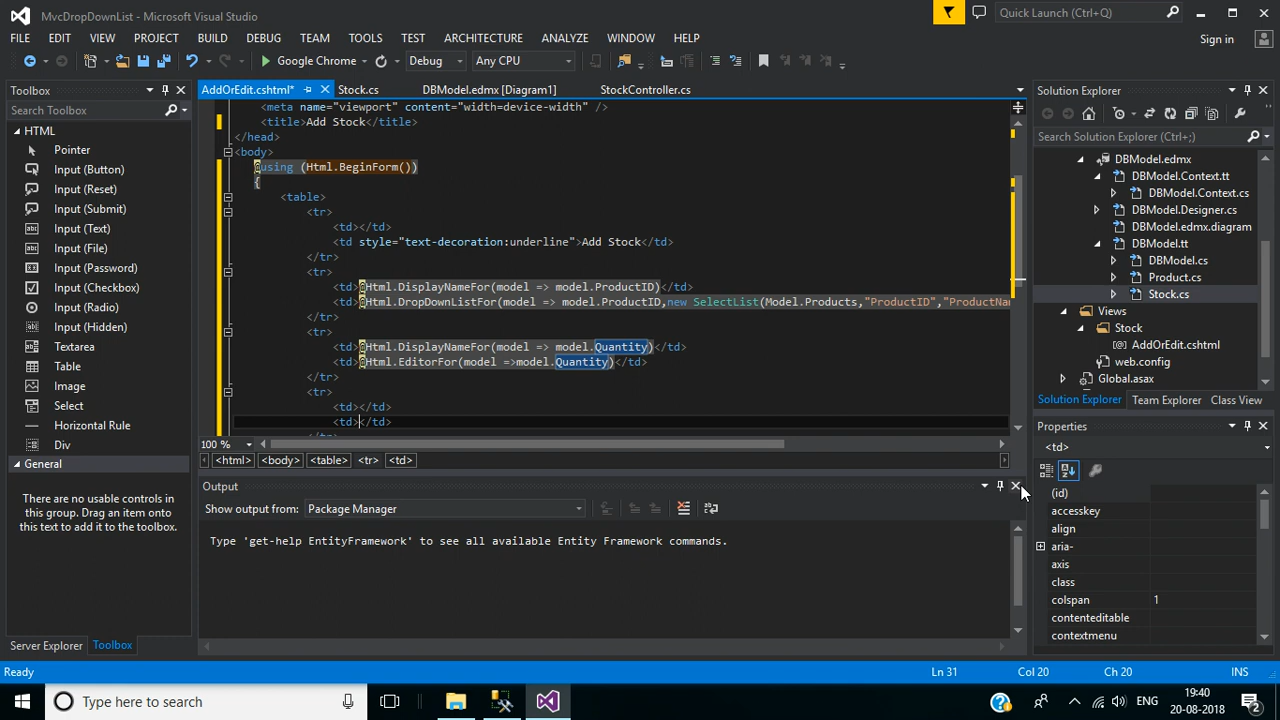 MvcDropDownList - Microsoft Visual Studio
Quick Launch (Ctrl+Q)
FILE EDIT VIEW PROJECT BUILD DEBUG TEAM TOOLS TEST ARCHITECTURE ANALYZE WINDOW HELP
Sign in
Google Chrome Debug Any CPU
Toolbox
Search Toolbox
HTML
Pointer
Input (Button)
Input (Reset)
Input (Submit)
Input (Text)
Input (File)
Input (Password)
Input (Checkbox)
Input (Radio)
Input (Hidden)
Textarea
Table
Image
Select
Horizontal Rule
Div
General
There are no usable controls in
this group. Drag an item onto
this text to add it to the toolbox.
Server Explorer Toolbox
AddOrEdit.cshtml* Stock.cs DBModel.edmx [Diagram1] StockController.cs
<meta name="viewport" content="width=device-width" />
<title>Add Stock</title>
</head>
<body>
@using (Html.BeginForm())
{
<table>
<tr>
<td></td>
<td style="text-decoration:underline">Add Stock</td>
</tr>
<tr>
<td>@Html.DisplayNameFor(model => model.ProductID)</td>
<td>@Html.DropDownListFor(model => model.ProductID,new SelectList(Model.Products,"ProductID","ProductNa
</tr>
<tr>
<td>@Html.DisplayNameFor(model => model.Quantity)</td>
<td>@Html.EditorFor(model =>model.Quantity)</td>
</tr>
<tr>
<td></td>
<td></td>
</tr>
100 %
<html> <body> <table> <tr> <td>
Output
Show output from: Package Manager
Type 'get-help EntityFramework' to see all available Entity Framework commands.
Solution Explorer
Search Solution Explorer (Ctrl+;)
DBModel.edmx
DBModel.Context.tt
DBModel.Context.cs
DBModel.Designer.cs
DBModel.edmx.diagram
DBModel.tt
DBModel.cs
Product.cs
Stock.cs
Views
Stock
AddOrEdit.cshtml
web.config
Global.asax
Solution Explorer Team Explorer Class View
Properties
<td>
(id)
accesskey
align
aria-
axis
class
colspan 1
contenteditable
contextmenu
Ready Ln 31 Col 20 Ch 20 INS
Type here to search
ENG
19:40
20-08-2018
2